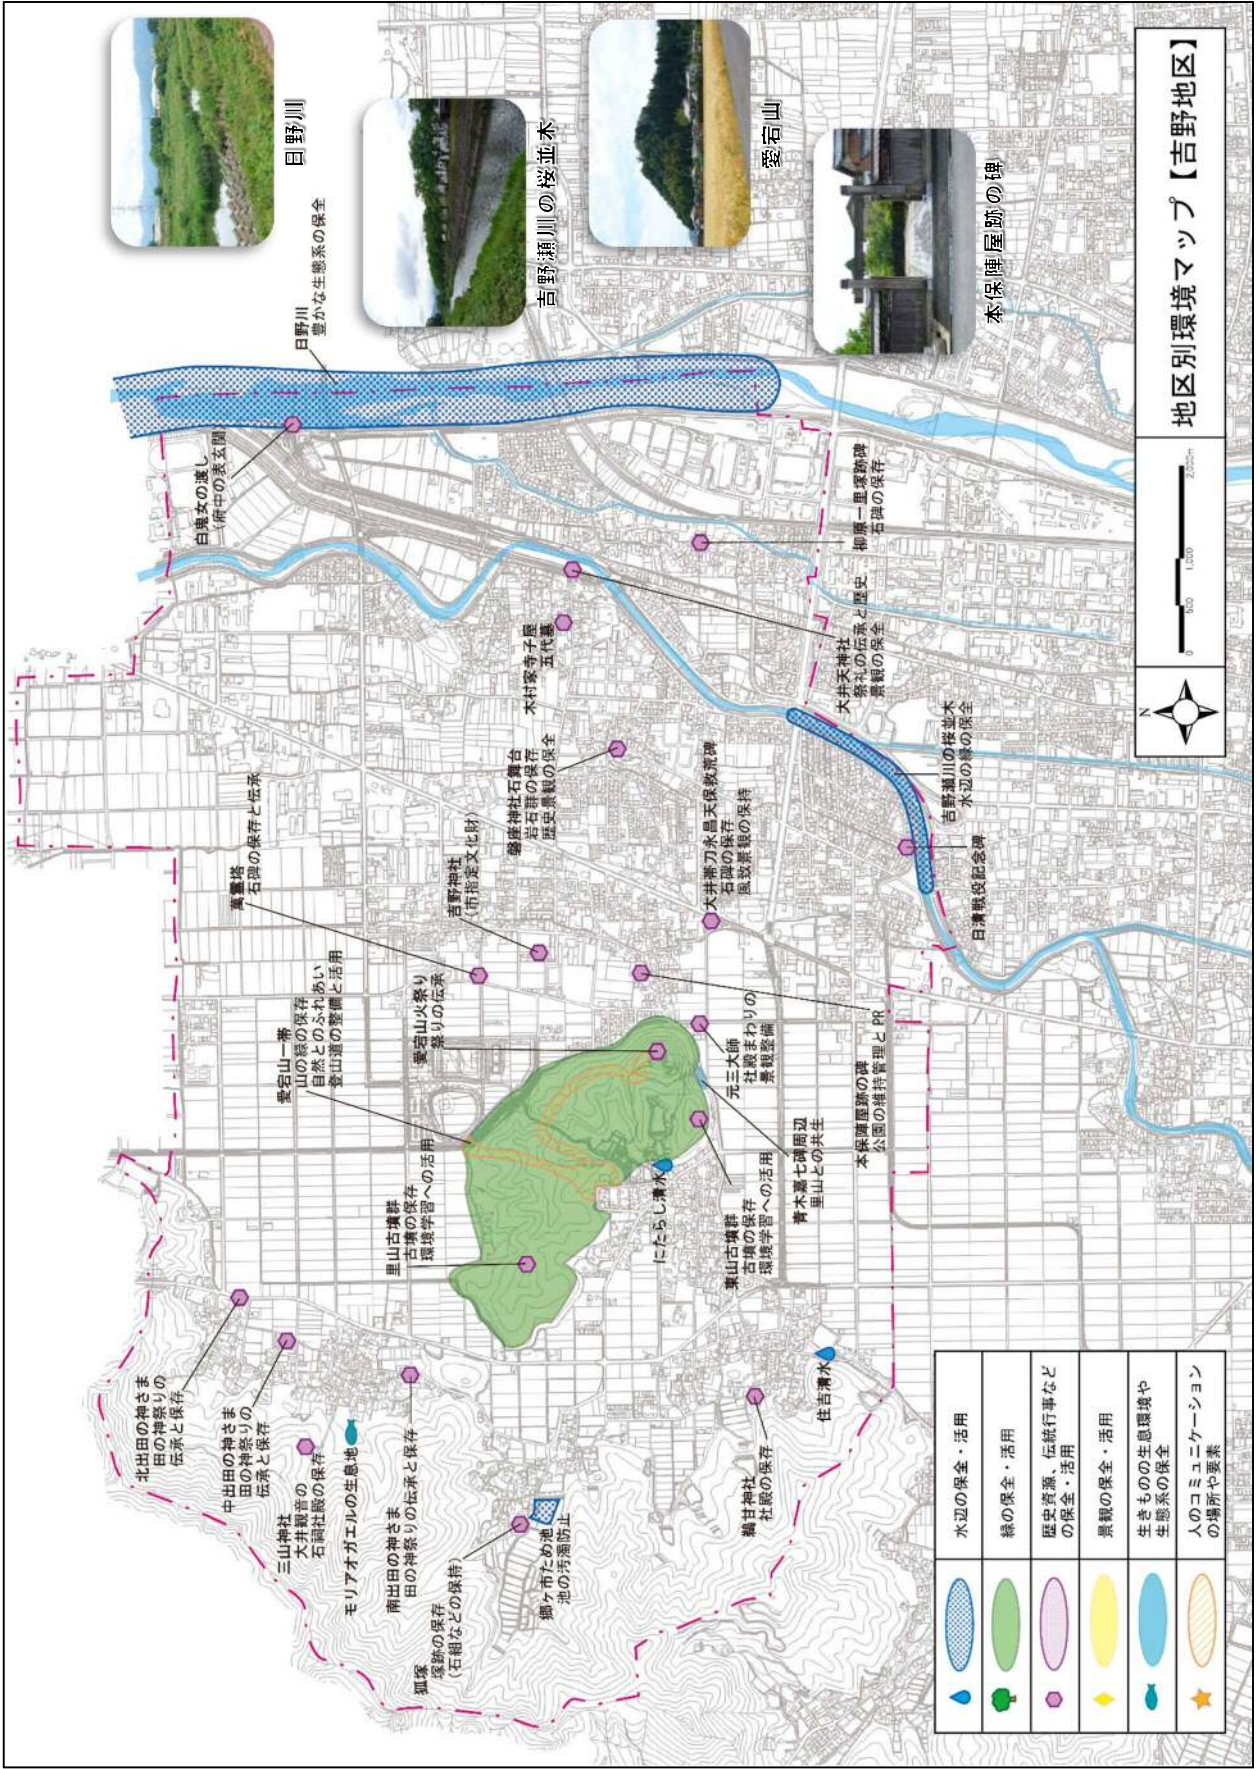 地区別環境マップ【吉野地区】
日野川
吉野瀬川の桜並木
愛宕山
本保陣屋跡の碑
北出田の神さま
田の神祭りの
伝承と保存
中出田の神さま
田の神祭りの
伝承と保存
三山神社
大井観音の
石祠社殿の保存
モリアオガエルの生息地
南出田の神さま
田の神祭りの伝承と保存
狐塚
塚跡の保存
(石組などの保持)
郷ヶ市ため池
池の汚濁防止
鵜甘神社
社殿の保存
住吉清水
愛宕山一帯
山の緑の保存
自然とのふれあい
登山道の整備と活用
里山古墳群
古墳の保存
環境学習への活用
愛宕山火祭り
祭りの伝承
にたらし清水
東山古墳群
古墳の保存
環境学習への活用
青木嘉七碑周辺
里山との共生
元三大師
社殿まわりの
景観整備
本保陣屋跡の碑
公園の維持管理とPR
萬霊塔
石碑の保存と伝承
吉野神社
(市指定文化財)
磐座神社石舞台
岩石群の保存
歴史景観の保全
大井帯刀永昌天保救荒碑
石碑の保存
風致景観の保持
木村家寺子屋
五代墓
白鬼女の渡し
(府中の表玄関)
日野川
豊かな生態系の保全
柳原一里塚跡碑
石碑の保存
大井天神社
祭礼の伝承と歴史
景観の保全
吉野瀬川の桜並木
水辺の緑の保全
日清戦役記念碑
水辺の保全・活用
緑の保全・活用
歴史資源、伝統行事など
の保全・活用
景観の保全・活用
生きものの生息環境や
生態系の保全
人のコミュニケーション
の場所や要素
N
0 500 1,000 2,000m